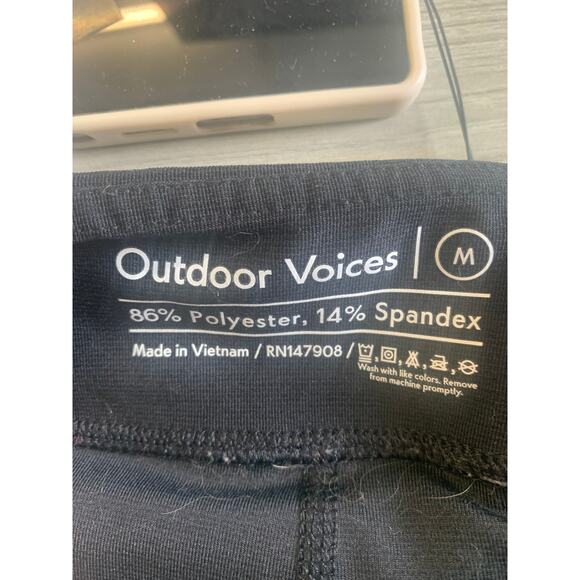 Outdoor Voices | M
86% Polyester, 14% Spandex
Made in Vietnam / RN147908 /
Wash with like colors. Remove
from machine promptly.